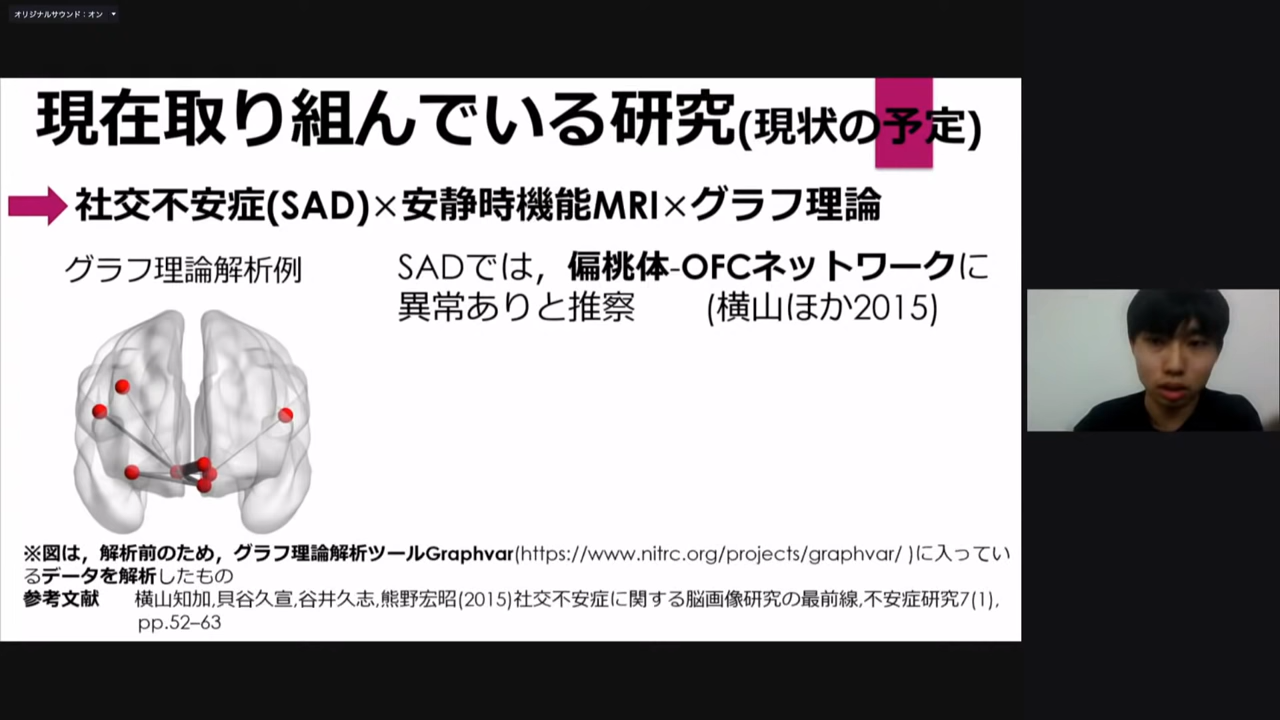 オリジナルサウンド：オン
現在取り組んでいる研究(現状の予定)
社交不安症(SAD)×安静時機能MRI×グラフ理論
グラフ理論解析例
SADでは，偏桃体-OFCネットワークに
異常ありと推察 (横山ほか2015)
※図は，解析前のため，グラフ理論解析ツールGraphvar(https://www.nitrc.org/projects/graphvar/ )に入ってい
るデータを解析したもの
参考文献 横山知加,貝谷久宣,谷井久志,熊野宏昭(2015)社交不安症に関する脳画像研究の最前線,不安症研究7(1),
pp.52–63